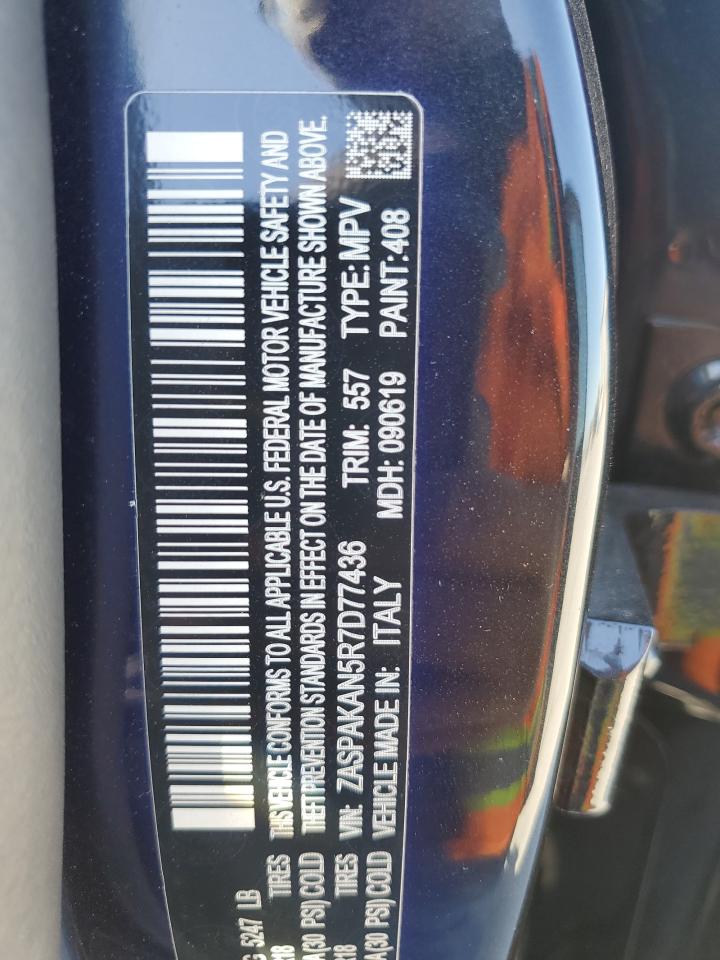 G 5247 LB
R18 TIRES THIS VEHICLE CONFORMS TO ALL APPLICABLE U.S. FEDERAL MOTOR VEHICLE SAFETY AND
A(30 PSI) COLD THEFT PREVENTION STANDARDS IN EFFECT ON THE DATE OF MANUFACTURE SHOWN ABOVE.
R18 TIRES VIN: ZASPAKAN5R7D77436 TRIM: 557 TYPE: MPV
A(30 PSI) COLD VEHICLE MADE IN: ITALY MDH: 090619 PAINT:408